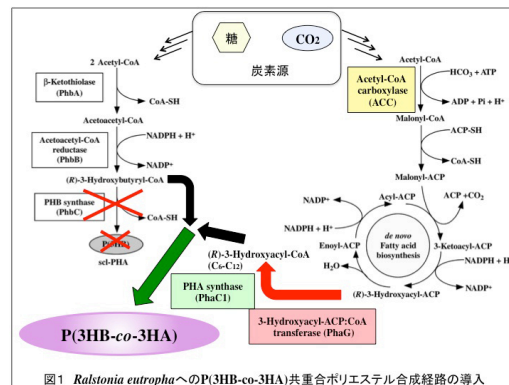 糖
CO₂
炭素源
2 Acetyl-CoA
β-Ketothiolase
(PhbA)
CoA-SH
Acetoacetyl-CoA
Acetoacetyl-CoA
reductase
(PhbB)
NADPH + H⁺
NADP⁺
(R)-3-Hydroxybutyryl-CoA
PHB synthase
(PhbC)
CoA-SH
P(3HB)
scl-PHA
Acetyl-CoA
Acetyl-CoA
carboxylase
(ACC)
HCO₃ + ATP
ADP + Pi + H⁺
Malonyl-CoA
ACP-SH
CoA-SH
Malonyl-ACP
Acyl-ACP
ACP +CO₂
NADP⁺
NADPH + H⁺
Enoyl-ACP
de novo
Fatty acid
biosynthesis
3-Ketoacyl-ACP
NADPH + H
NADP⁺
H₂O
(R)-3-Hydroxyacyl-ACP
(R)-3-Hydroxyacyl-CoA
(C₆-C₁₂)
PHA synthase
(PhaC1)
3-Hydroxyacyl-ACP:CoA
transferase (PhaG)
P(3HB-co-3HA)
図1 Ralstonia eutrophaへのP(3HB-co-3HA)共重合ポリエステル合成経路の導入